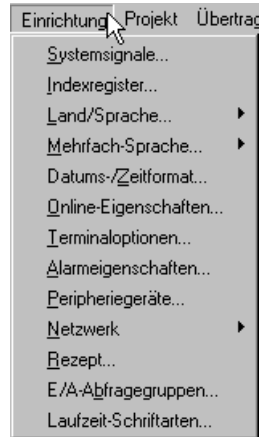 Einrichtung Projekt Übertrag
Systemsignale...
Indexregister...
Land/Sprache...
Mehrfach-Sprache...
Datums-/Zeitformat...
Online-Eigenschaften...
Terminaloptionen...
Alarmeigenschaften...
Peripheriegeräte...
Netzwerk
Rezept...
E/A-Abfragegruppen...
Laufzeit-Schriftarten...